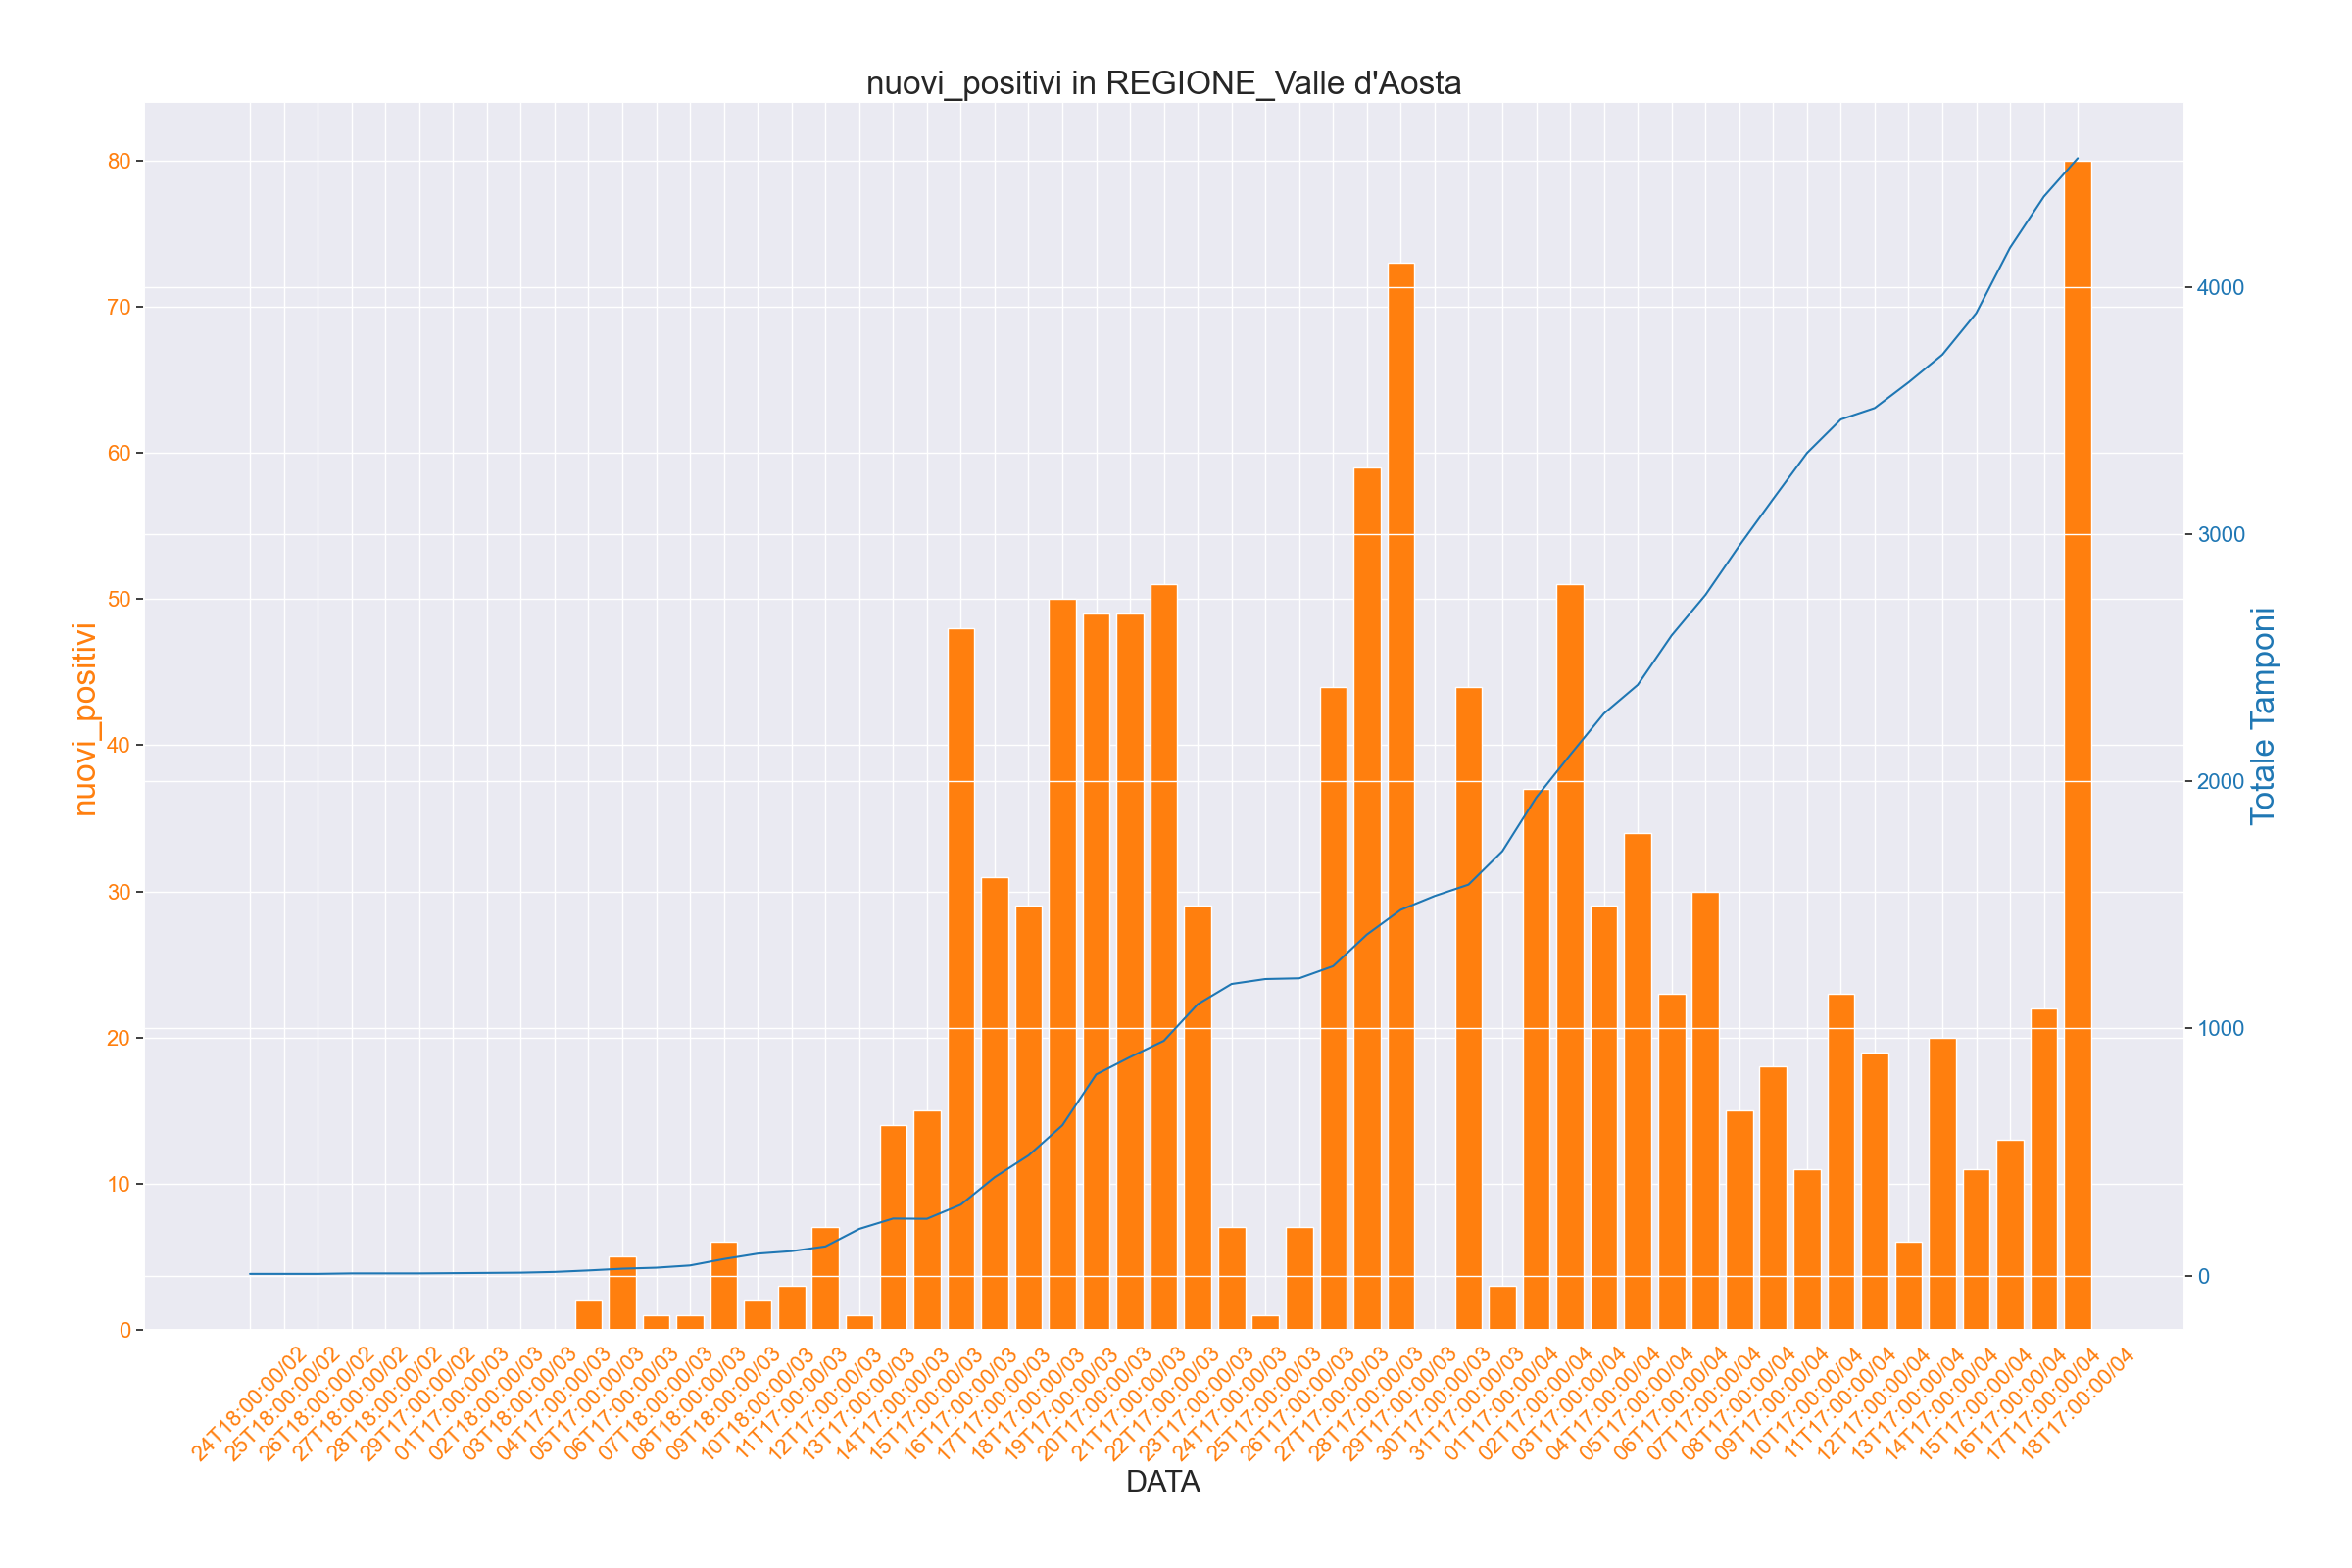 nuovi_positivi in REGIONE_Valle d'Aosta
80
70
60
50
40
30
20
10
0
nuovi_positivi
4000
3000
2000
1000
0
Totale Tamponi
24T18:00:00/02
25T18:00:00/02
26T18:00:00/02
27T18:00:00/02
28T18:00:00/02
29T17:00:00/02
01T17:00:00/03
02T18:00:00/03
03T18:00:00/03
04T17:00:00/03
05T17:00:00/03
06T17:00:00/03
07T18:00:00/03
08T18:00:00/03
09T18:00:00/03
10T18:00:00/03
11T17:00:00/03
12T17:00:00/03
13T17:00:00/03
14T17:00:00/03
15T17:00:00/03
16T17:00:00/03
17T17:00:00/03
18T17:00:00/03
19T17:00:00/03
20T17:00:00/03
21T17:00:00/03
22T17:00:00/03
23T17:00:00/03
24T17:00:00/03
25T17:00:00/03
26T17:00:00/03
27T17:00:00/03
28T17:00:00/03
29T17:00:00/03
30T17:00:00/03
31T17:00:00/03
01T17:00:00/04
02T17:00:00/04
03T17:00:00/04
04T17:00:00/04
05T17:00:00/04
06T17:00:00/04
07T17:00:00/04
08T17:00:00/04
09T17:00:00/04
10T17:00:00/04
11T17:00:00/04
12T17:00:00/04
13T17:00:00/04
14T17:00:00/04
15T17:00:00/04
16T17:00:00/04
17T17:00:00/04
18T17:00:00/04
DATA